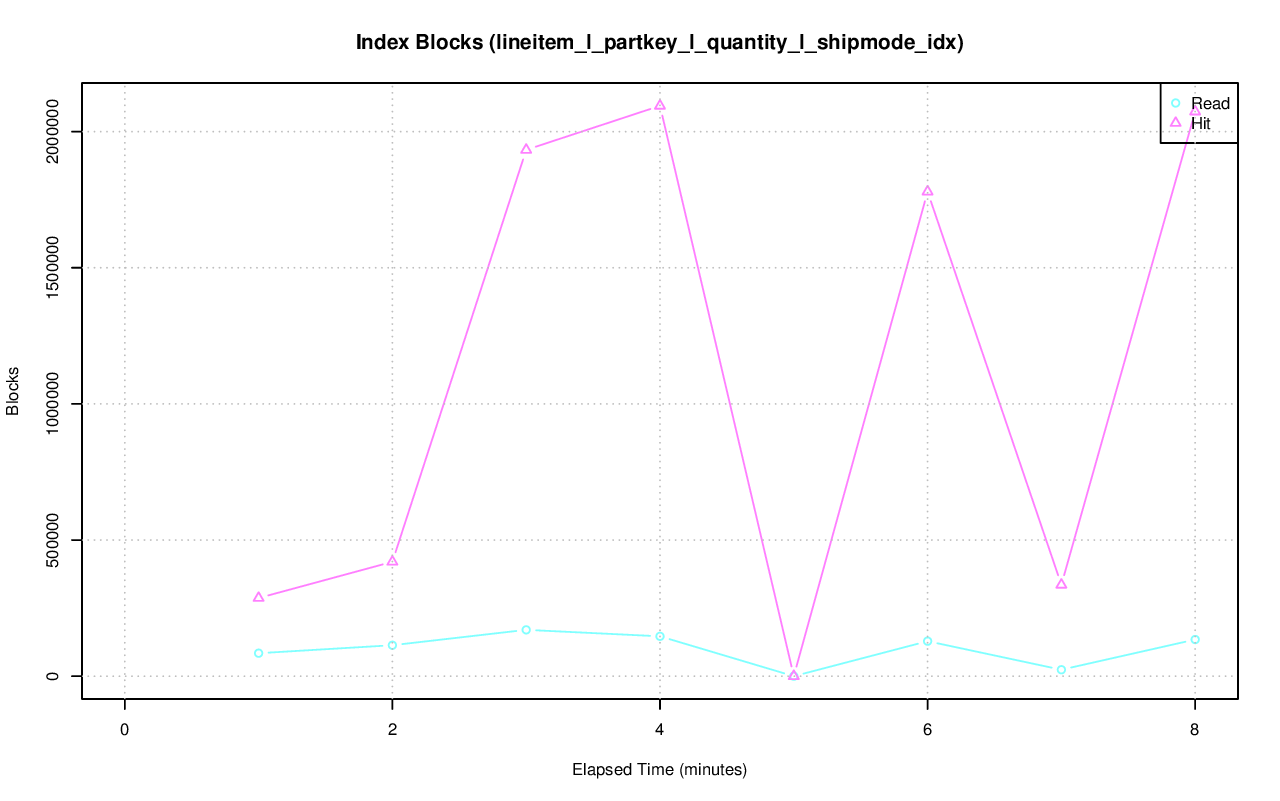 Index Blocks (lineitem_l_partkey_l_quantity_l_shipmode_idx)
Read
Hit
2000000
1500000
1000000
500000
0
Blocks
0 2 4 6 8
Elapsed Time (minutes)